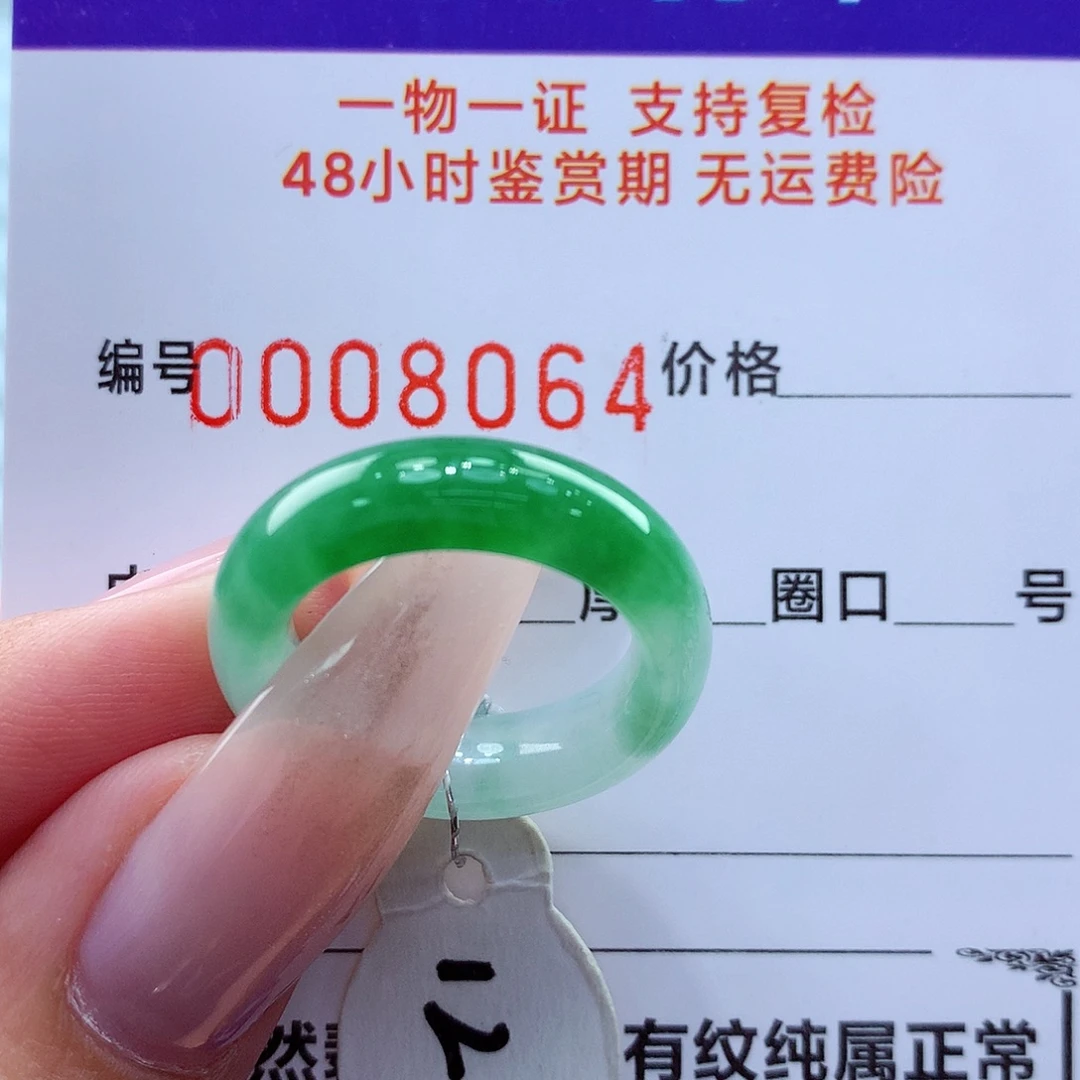 一物一证 支持复检
48小时鉴赏期 无运费险
编号0008064 价格
厚 圈口 号
然 有纹纯属正常